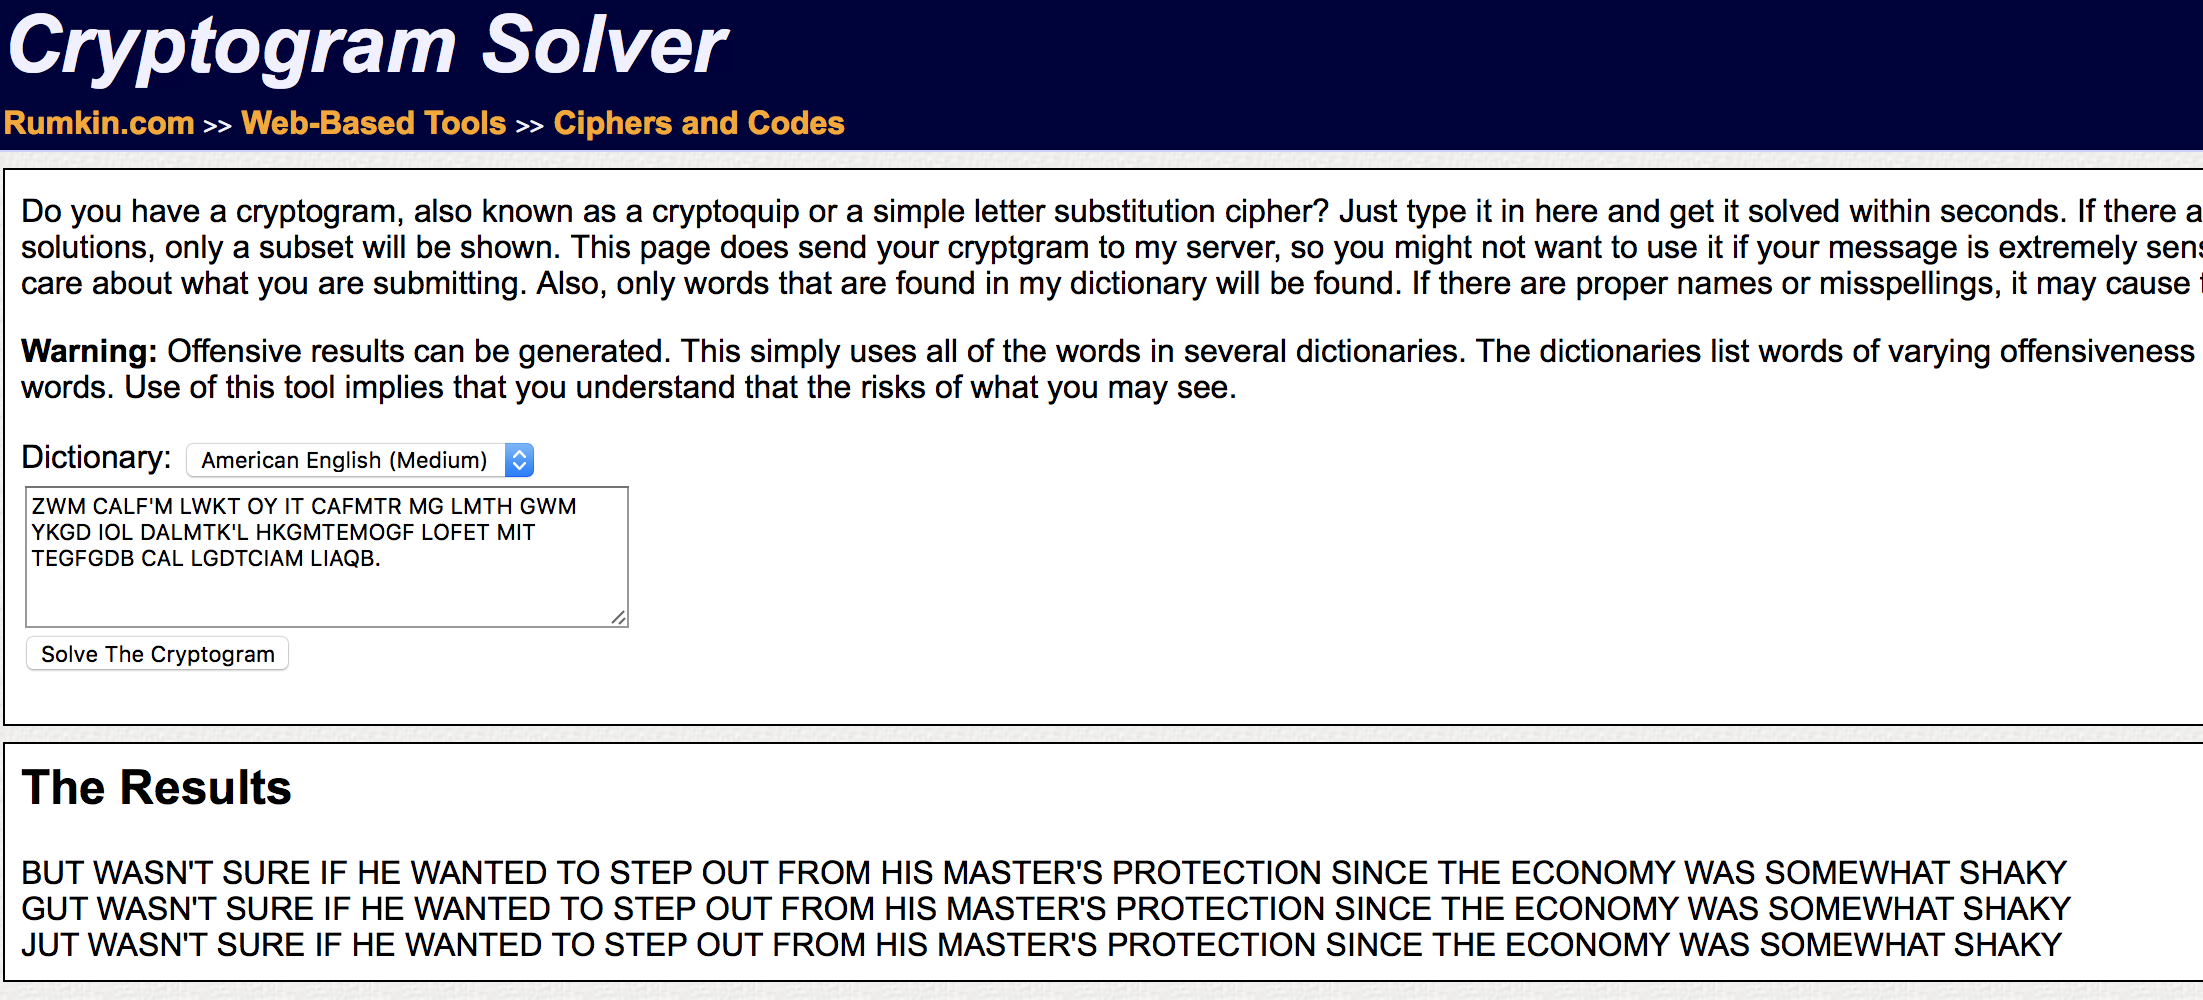 Cryptogram Solver
Rumkin.com >> Web-Based Tools >> Ciphers and Codes
Do you have a cryptogram, also known as a cryptoquip or a simple letter substitution cipher? Just type it in here and get it solved within seconds. If there a
solutions, only a subset will be shown. This page does send your cryptgram to my server, so you might not want to use it if your message is extremely sens
care about what you are submitting. Also, only words that are found in my dictionary will be found. If there are proper names or misspellings, it may cause
Warning: Offensive results can be generated. This simply uses all of the words in several dictionaries. The dictionaries list words of varying offensiveness
words. Use of this tool implies that you understand that the risks of what you may see.
Dictionary: American English (Medium)
ZWM CALF'M LWKT OY IT CAFMTR MG LMTH GWM
YKGD IOL DALMTK'L HKGMTEMOGF LOFET MIT
TEGFGDB CAL LGDTCIAM LIAQB.
Solve The Cryptogram
The Results
BUT WASN'T SURE IF HE WANTED TO STEP OUT FROM HIS MASTER'S PROTECTION SINCE THE ECONOMY WAS SOMEWHAT SHAKY
GUT WASN'T SURE IF HE WANTED TO STEP OUT FROM HIS MASTER'S PROTECTION SINCE THE ECONOMY WAS SOMEWHAT SHAKY
JUT WASN'T SURE IF HE WANTED TO STEP OUT FROM HIS MASTER'S PROTECTION SINCE THE ECONOMY WAS SOMEWHAT SHAKY